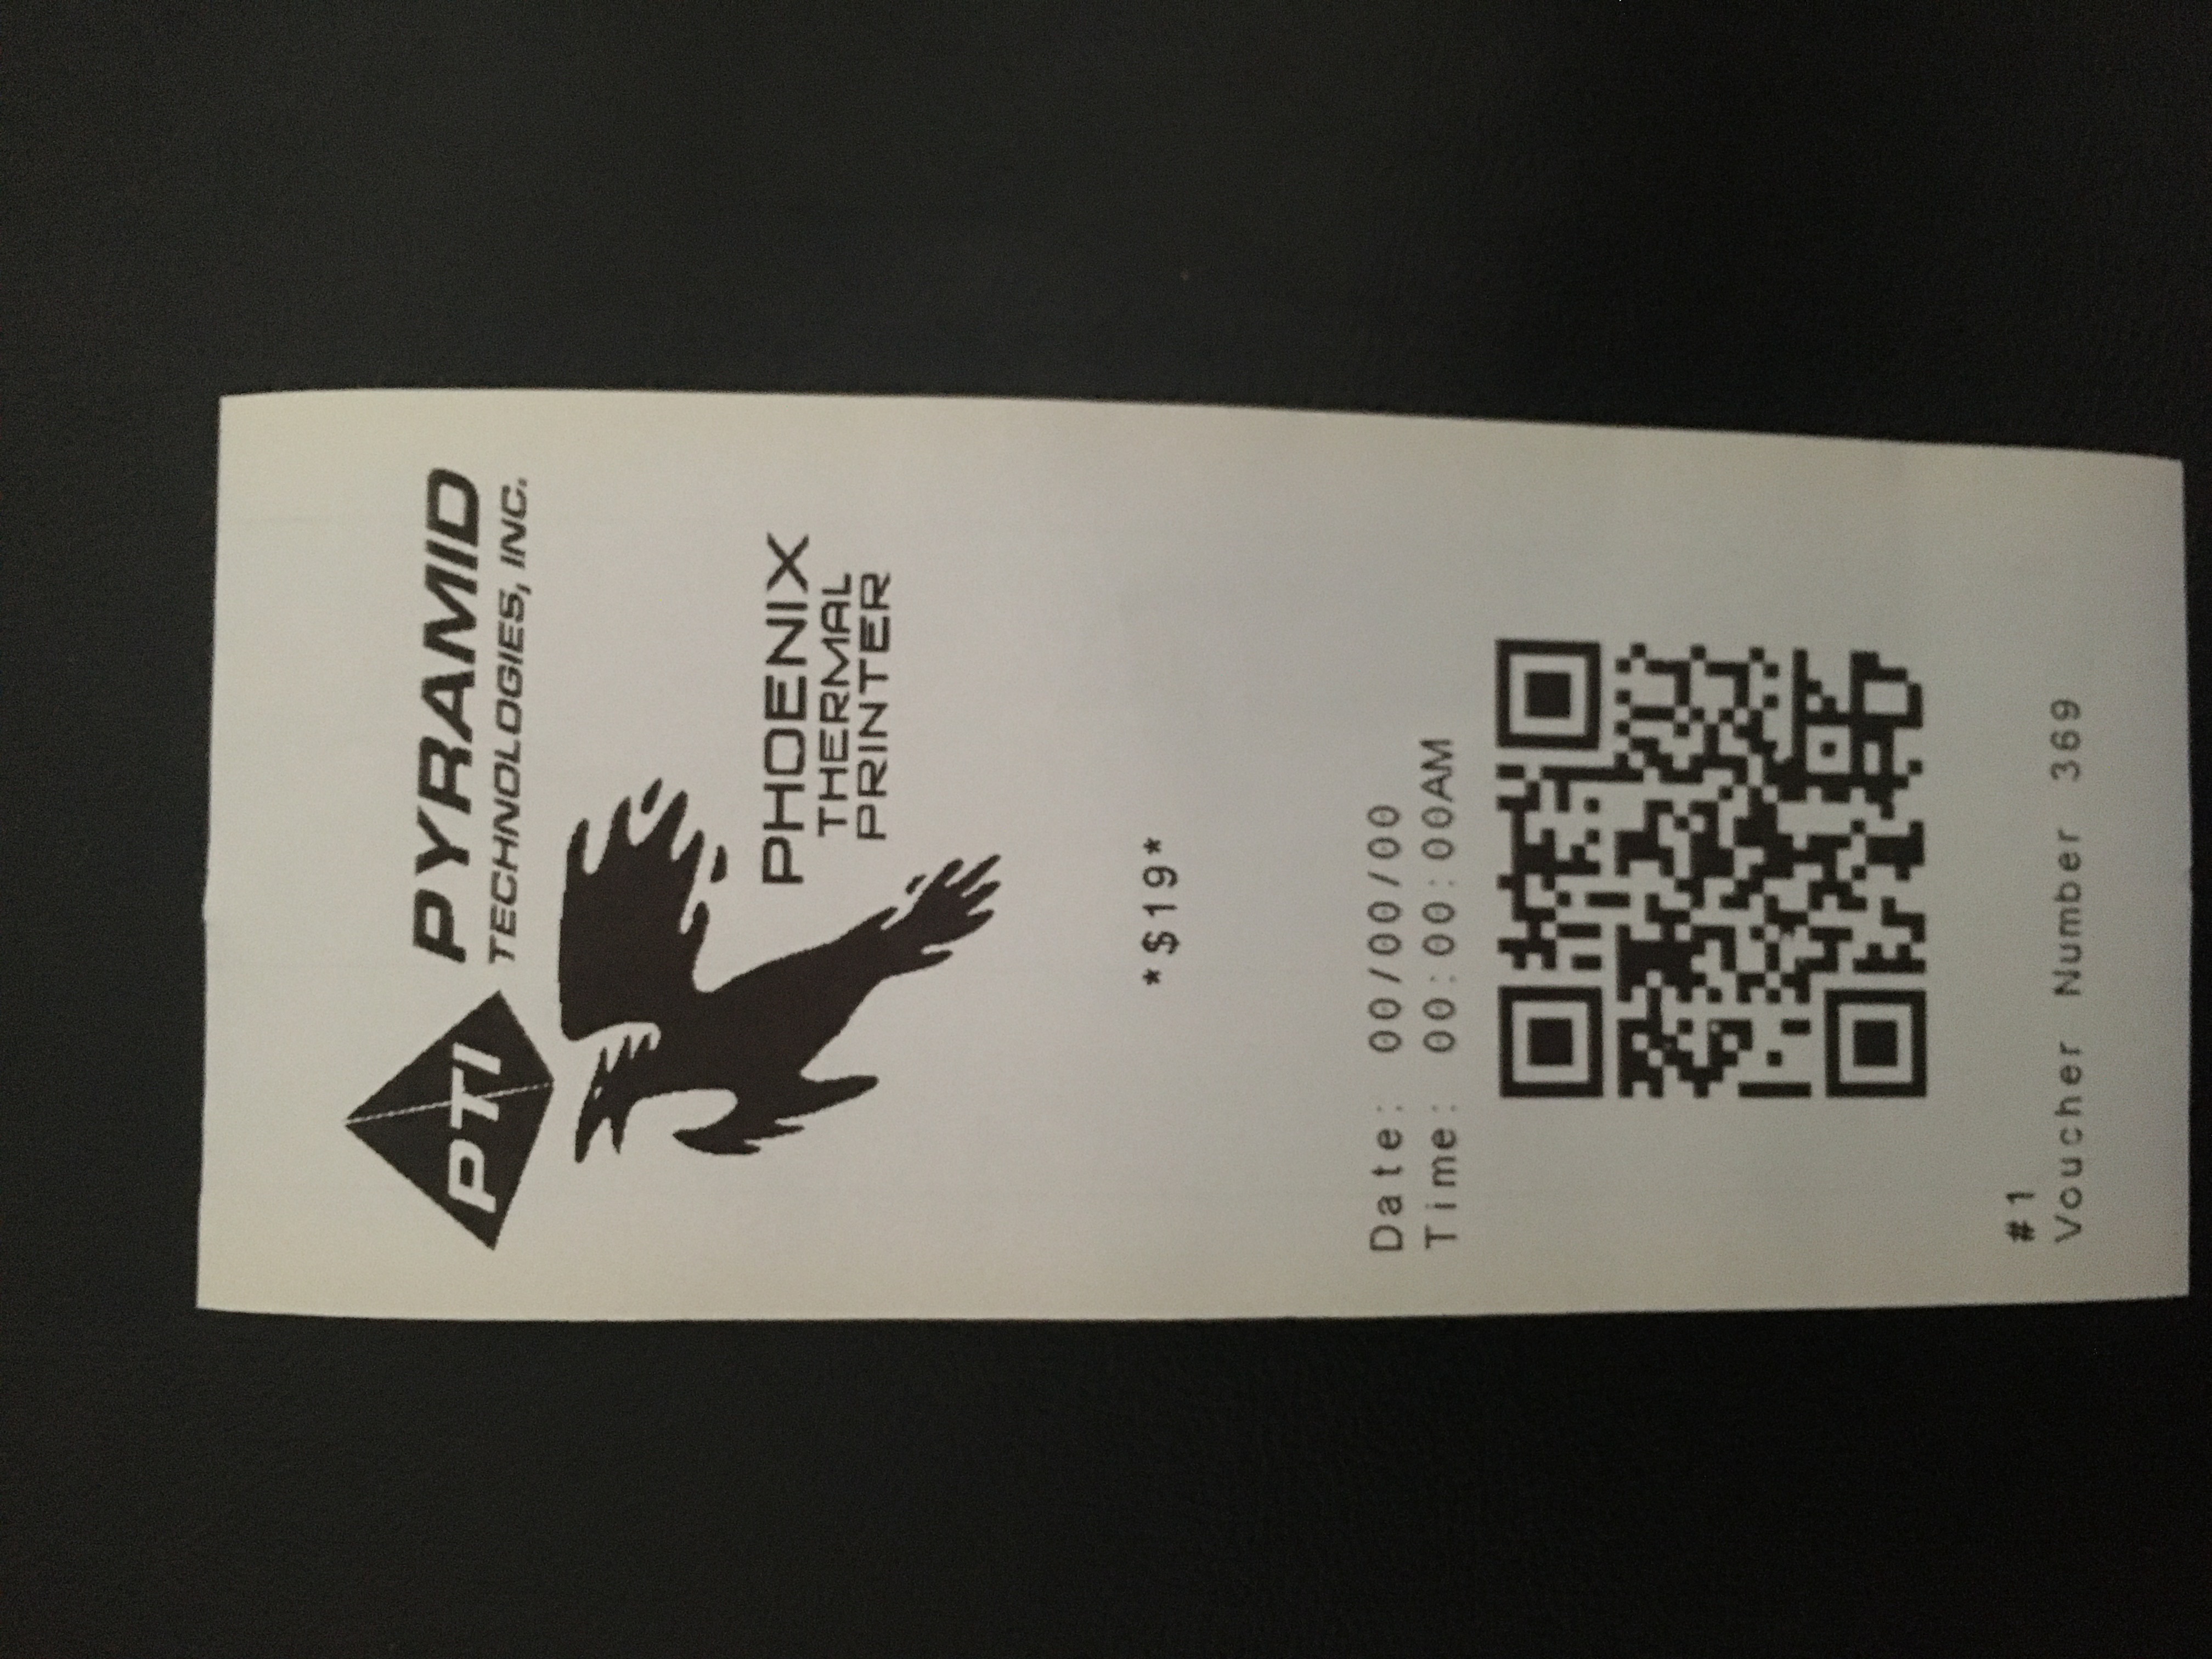 PTI
PYRAMID
TECHNOLOGIES, INC.
PHOENIX
THERMAL
PRINTER
*$19*
Date: 00/00/00
Time: 00:00:00AM
#1
Voucher Number 369